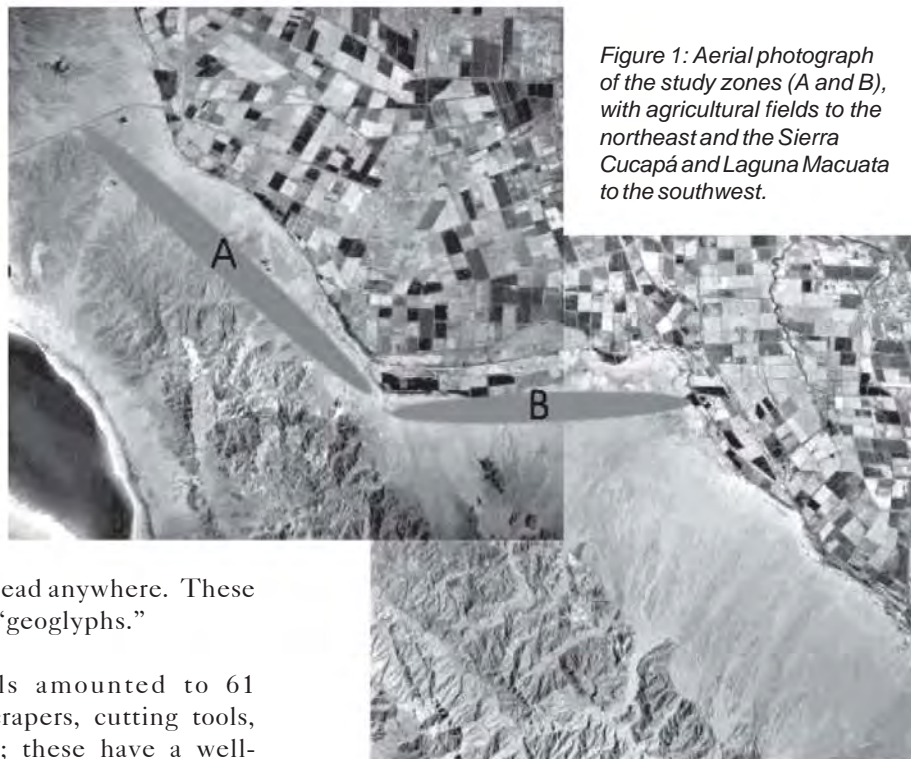 Figure 1: Aerial photograph
of the study zones (A and B),
with agricultural fields to the
northeast and the Sierra
Cucapá and Laguna Macuata
to the southwest.
A
B
ead anywhere. These
“geoglyphs.”
ls amounted to 61
crapers, cutting tools,
; these have a well-